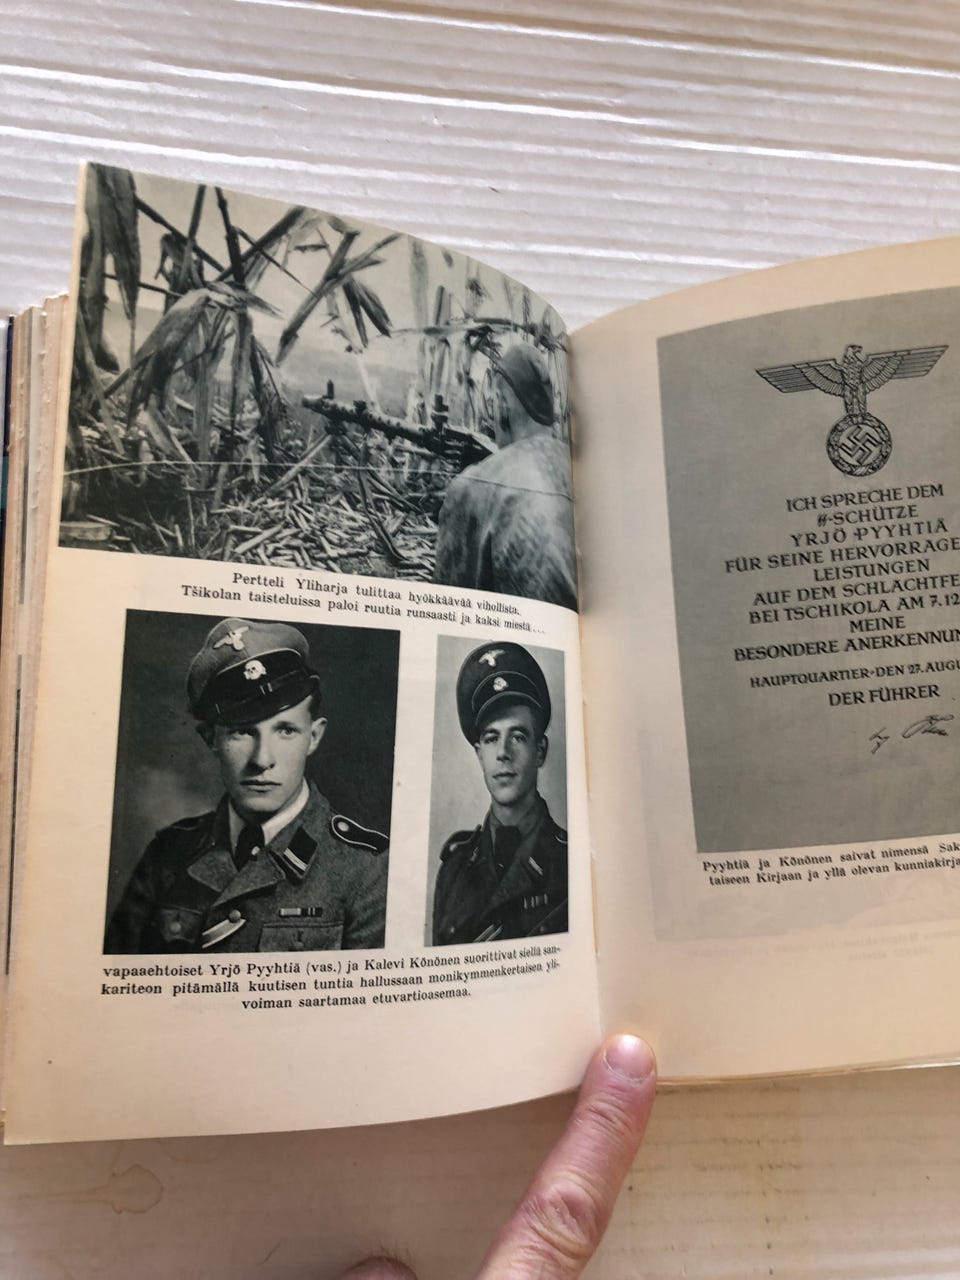 Pertteli Yliharja tulittaa hyökkäävää vihollista.
Tšikolan taisteluissa paloi ruutia runsaasti ja kaksi miestä...
vapaaehtoiset Yrjö Pyyhtiä (vas.) ja Kalevi Könönen suorittivat siellä san-
kariteon pitämällä kuutisen tuntia hallussaan monikymmenkertaisen yli-
voiman saartamaa etuvartioasemaa.
ICH SPRECHE DEM
ᛋᛋ-SCHÜTZE
YRJÖ PYYHTIÄ
FÜR SEINE HERVORRAGE
LEISTUNGEN
AUF DEM SCHLACHTFE
BEI TSCHIKOLA AM 7.12
MEINE
BESONDERE ANERKENNUN
HAUPTQUARTIER·DEN 27.AUGU
DER FÜHRER
Pyyhtiä ja Könönen saivat nimensä Sak
taiseen Kirjaan ja yllä olevan kunniakirja